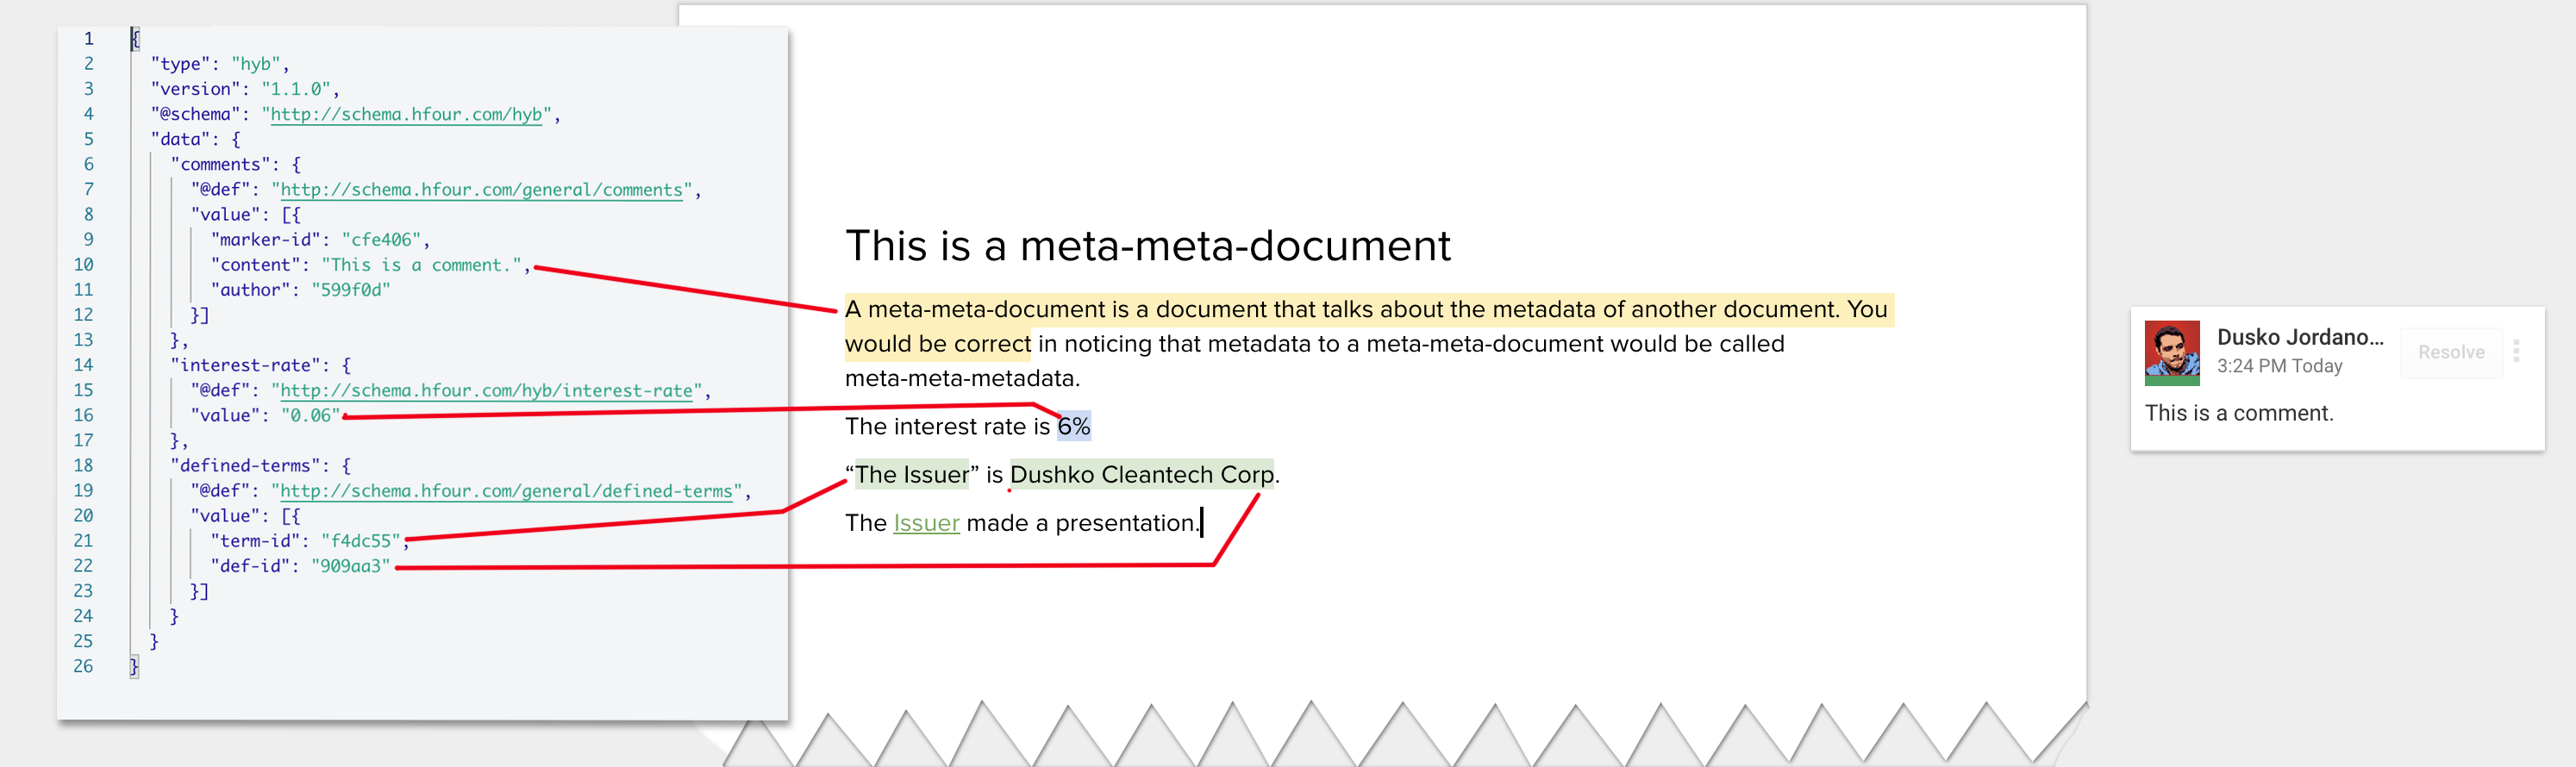 1 {
2 "type": "hyb",
3 "version": "1.1.0",
4 "@schema": "http://schema.hfour.com/hyb",
5 "data": {
6 "comments": {
7 "@def": "http://schema.hfour.com/general/comments",
8 "value": [{
9 "marker-id": "cfe406",
10 "content": "This is a comment.",
11 "author": "599f0d"
12 }]
13 },
14 "interest-rate": {
15 "@def": "http://schema.hfour.com/hyb/interest-rate",
16 "value": "0.06"
17 },
18 "defined-terms": {
19 "@def": "http://schema.hfour.com/general/defined-terms",
20 "value": [{
21 "term-id": "f4dc55",
22 "def-id": "909aa3"
23 }]
24 }
25 }
26 }
This is a meta-meta-document
A meta-meta-document is a document that talks about the metadata of another document. You
would be correct in noticing that metadata to a meta-meta-document would be called
meta-meta-metadata.
The interest rate is 6%
“The Issuer” is Dushko Cleantech Corp.
The Issuer made a presentation.
Dusko Jordano...
3:24 PM Today
Resolve
This is a comment.